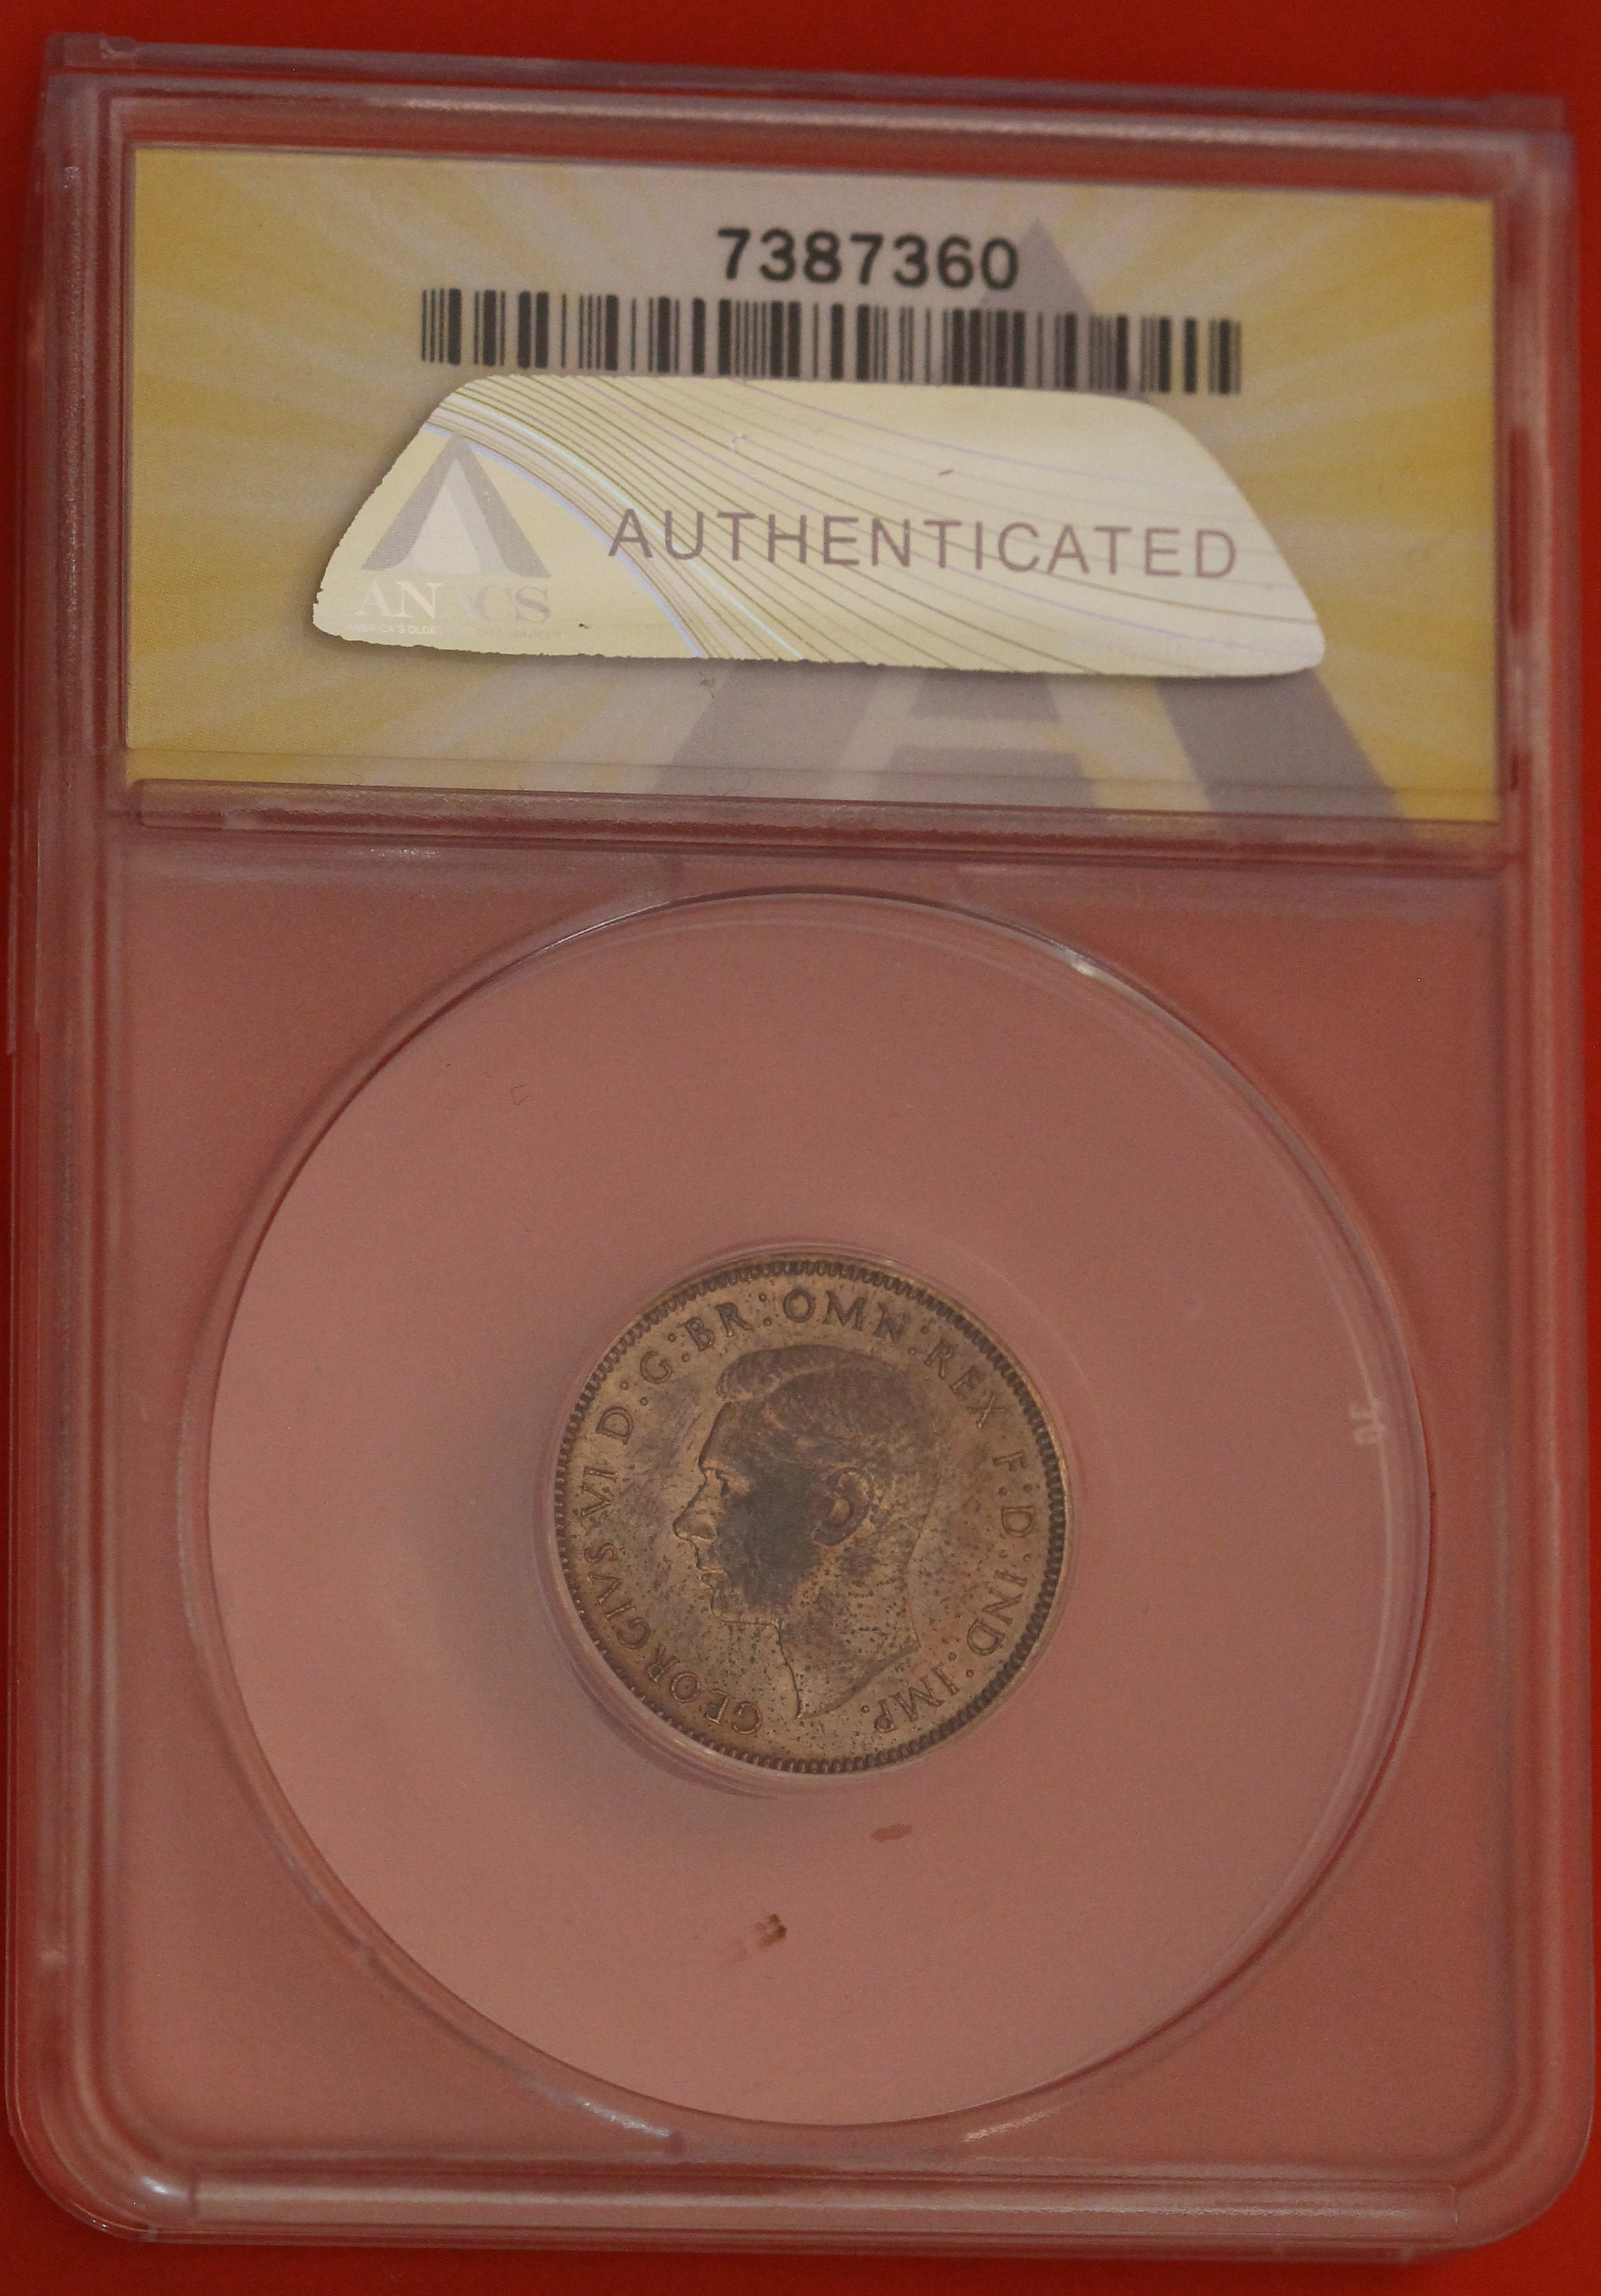 7387360
AUTHENTICATED
ANACS
GEORGIVS VI D:G:BR:OMN:REX F:D:IND:IMP.